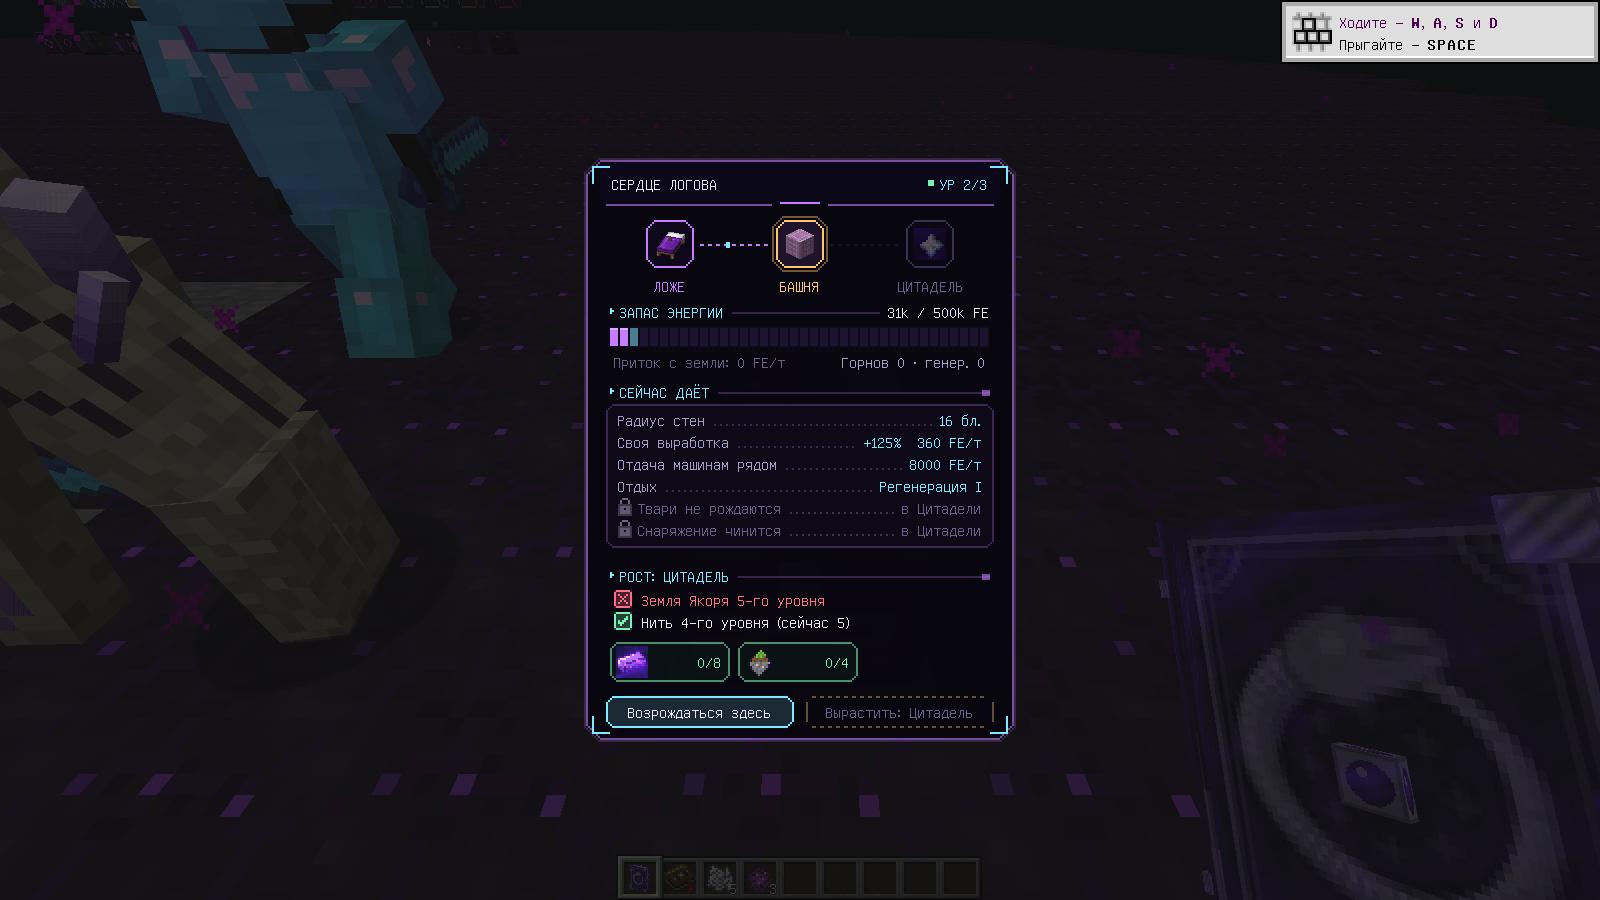 Ходите – W, A, S и D
Прыгайте – SPACE
СЕРДЦЕ ЛОГОВА
УР 2/3
ЛОЖЕ
БАШНЯ
ЦИТАДЕЛЬ
ЗАПАС ЭНЕРГИИ
31k / 500k FE
Приток с земли: 0 FE/т
Горнов 0 · генер. 0
СЕЙЧАС ДАЁТ
Радиус стен 16 бл.
Своя выработка +125% 360 FE/т
Отдача машинам рядом 8000 FE/т
Отдых Регенерация I
Твари не рождаются в Цитадели
Снаряжение чинится в Цитадели
РОСТ: ЦИТАДЕЛЬ
Земля Якоря 5-го уровня
Нить 4-го уровня (сейчас 5)
0/8
0/4
Возрождаться здесь
Вырастить: Цитадель
5
3